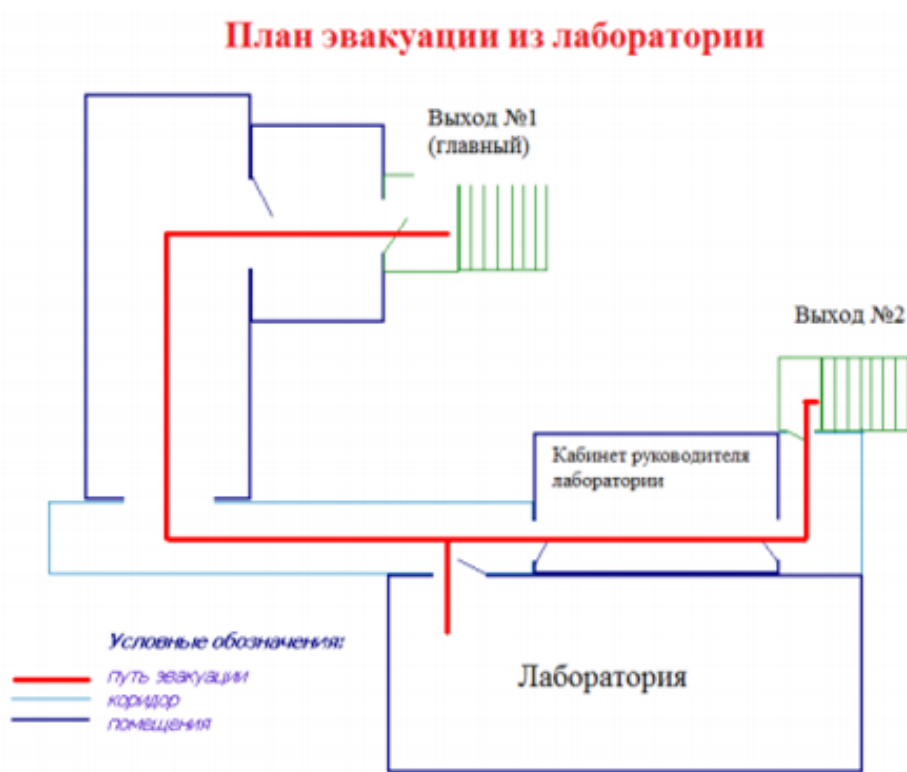 План эвакуации из лаборатории
Выход №1
(главный)
Выход №2
Кабинет руководителя
лаборатории
Лаборатория
Условные обозначения:
путь эвакуации
коридор
помещения